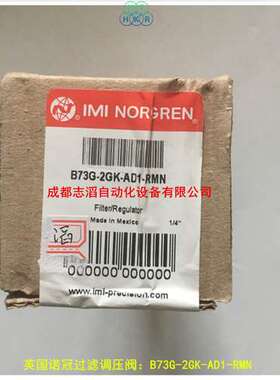 HKR
IMI NORGREN
B73G-2GK-AD1-RMN
成都志滔自动化设备有限公司
Filter/Regulator
Made in Mexico
1/4"
滔
000000 000000
www.imi-precision.com
英国诺冠过滤调压阀：B73G-2GK-AD1-RMN